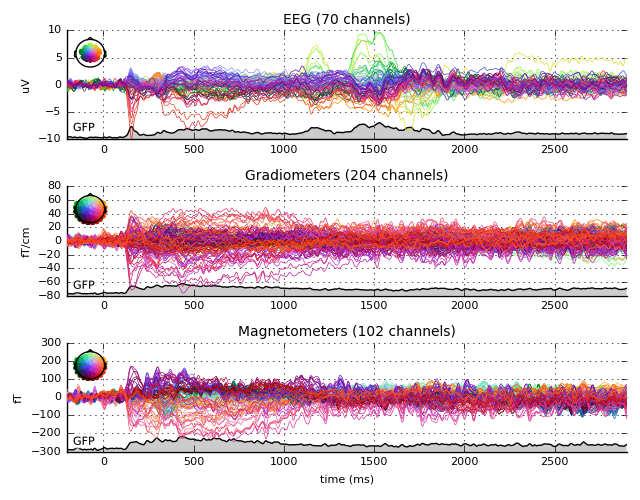 EEG (70 channels)
10
5
0
−5
−10
uV
GFP
0 500 1000 1500 2000 2500
Gradiometers (204 channels)
80
60
40
20
0
−20
−40
−60
−80
fT/cm
GFP
0 500 1000 1500 2000 2500
Magnetometers (102 channels)
300
200
100
0
−100
−200
−300
fT
GFP
0 500 1000 1500 2000 2500
time (ms)